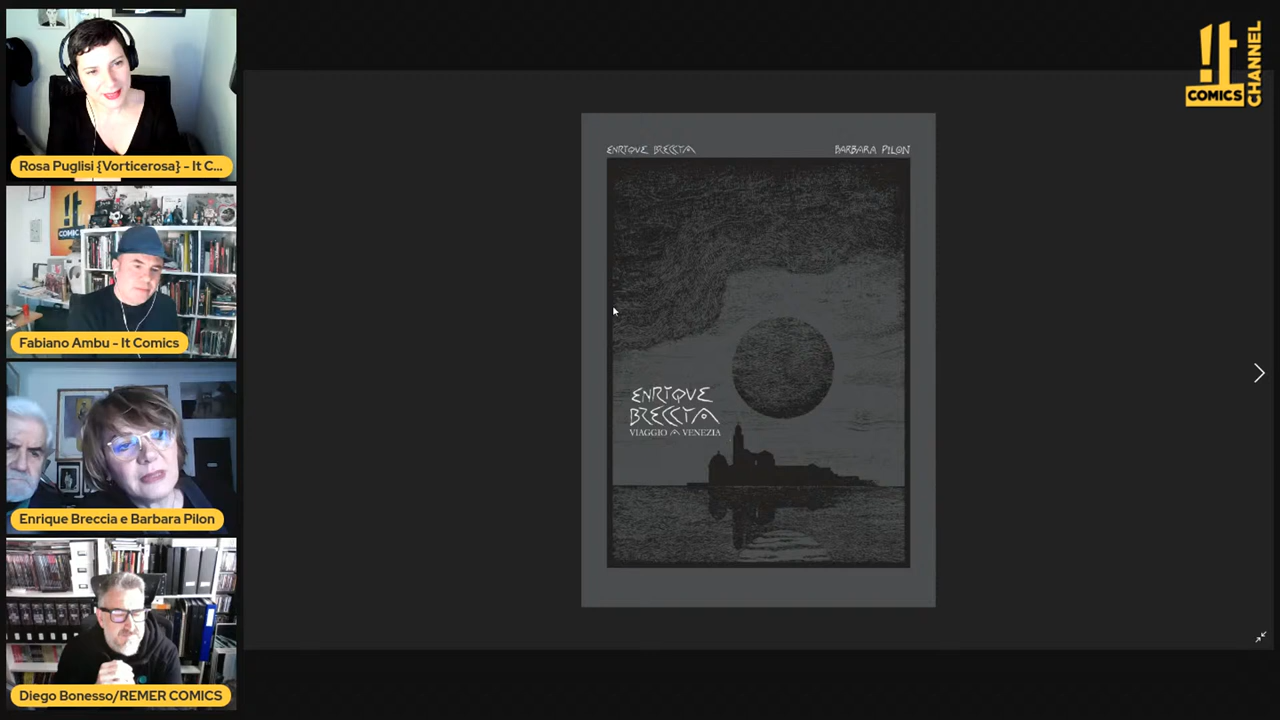 Rosa Puglisi {Vorticerosa} - It C...
!t
COMICS
Fabiano Ambu - It Comics
Enrique Breccia e Barbara Pilon
Diego Bonesso/REMER COMICS
ENRIQUE BRECCIA
BARBARA PILON
ENRIQUE
BRECCIA
VIAGGIO A VENEZIA
!t
COMICS
CHANNEL